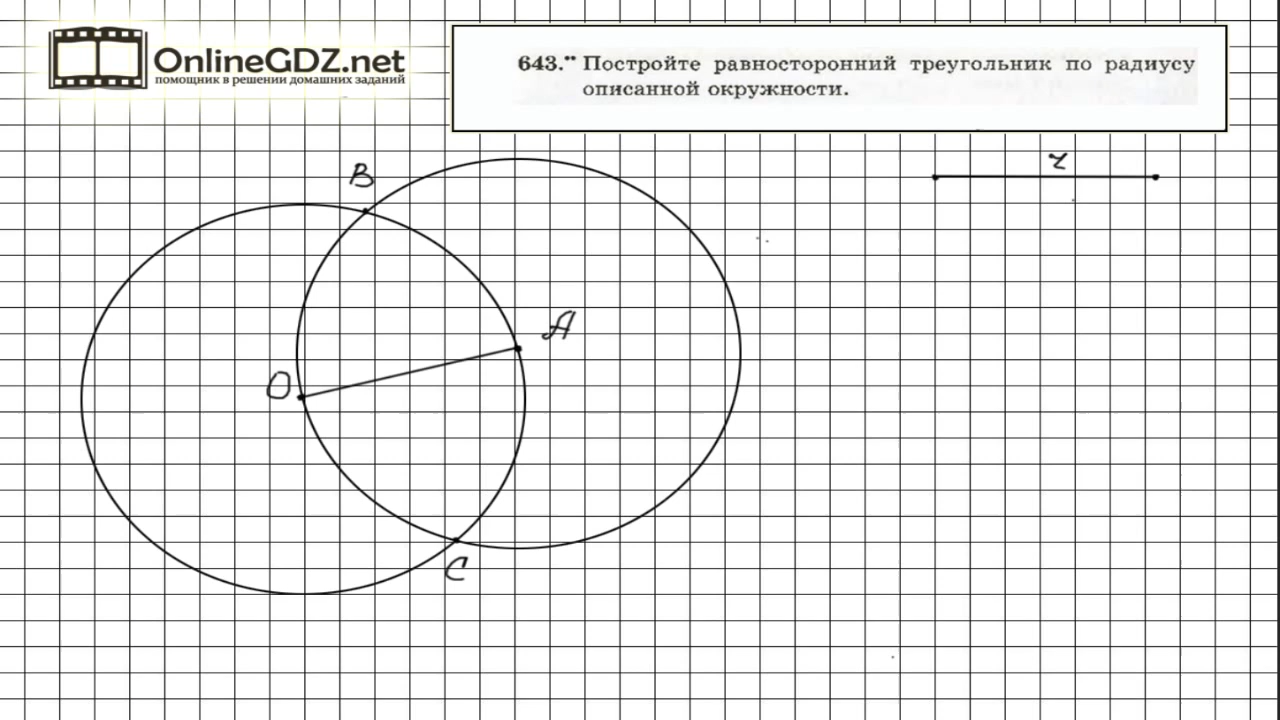 OnlineGDZ.net
помощник в решении домашних заданий
643.•• Постройте равносторонний треугольник по радиусу
описанной окружности.
r
B
A
O
C